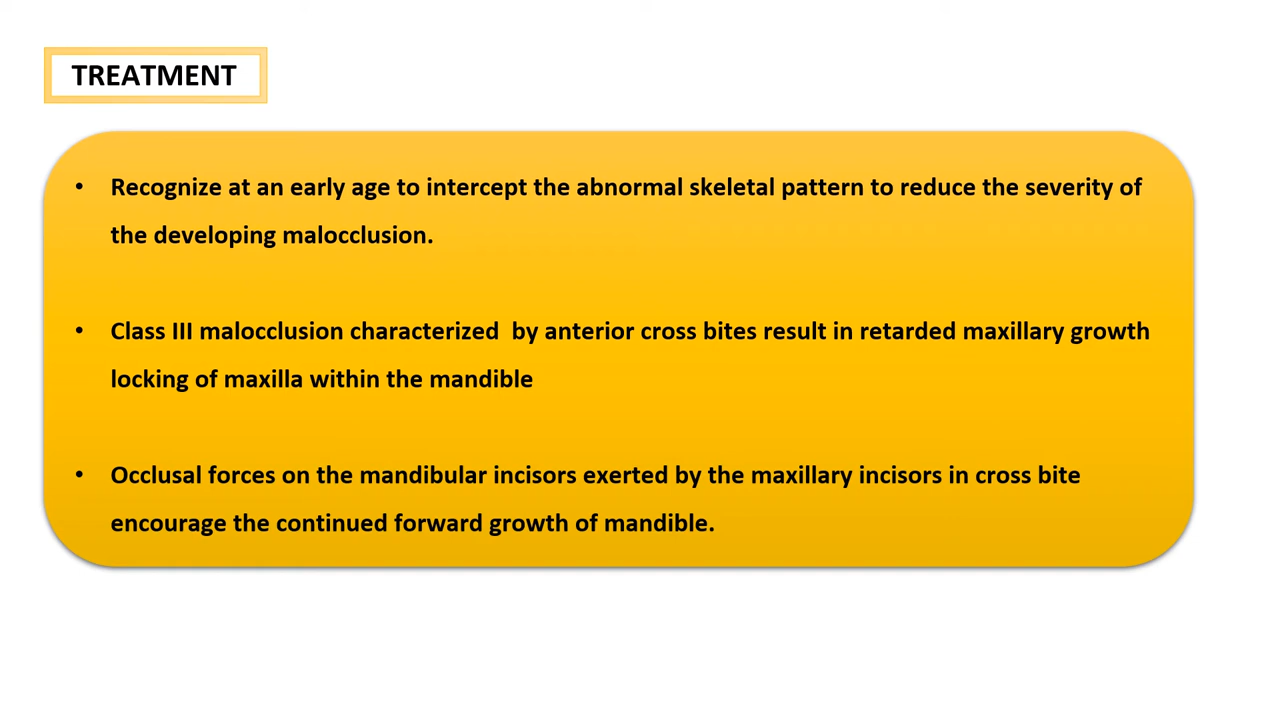 TREATMENT
• Recognize at an early age to intercept the abnormal skeletal pattern to reduce the severity of
the developing malocclusion.
• Class III malocclusion characterized  by anterior cross bites result in retarded maxillary growth
locking of maxilla within the mandible
• Occlusal forces on the mandibular incisors exerted by the maxillary incisors in cross bite
encourage the continued forward growth of mandible.